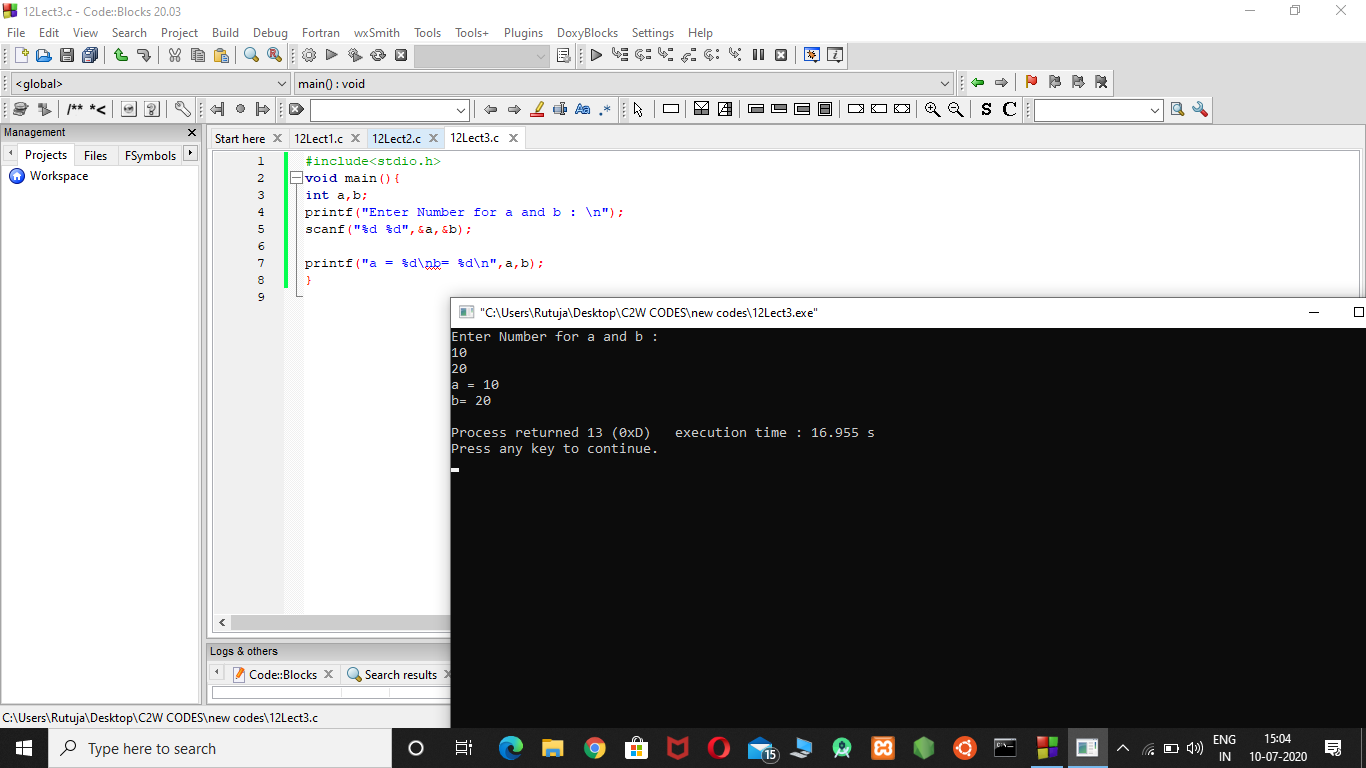 12Lect3.c - Code::Blocks 20.03
File Edit View Search Project Build Debug Fortran wxSmith Tools Tools+ Plugins DoxyBlocks Settings Help
<global> main() : void
/** *< Aa .* S C
Management
Projects Files FSymbols
Workspace
Start here 12Lect1.c 12Lect2.c 12Lect3.c
1 #include<stdio.h>
2 void main(){
3 int a,b;
4 printf("Enter Number for a and b : \n");
5 scanf("%d %d",&a,&b);
6
7 printf("a = %d\nb= %d\n",a,b);
8 }
9
"C:\Users\Rutuja\Desktop\C2W CODES\new codes\12Lect3.exe"
Enter Number for a and b :
10
20
a = 10
b= 20
Process returned 13 (0xD) execution time : 16.955 s
Press any key to continue.
Logs & others
Code::Blocks Search results
C:\Users\Rutuja\Desktop\C2W CODES\new codes\12Lect3.c
Type here to search
15
ENG
IN
15:04
10-07-2020